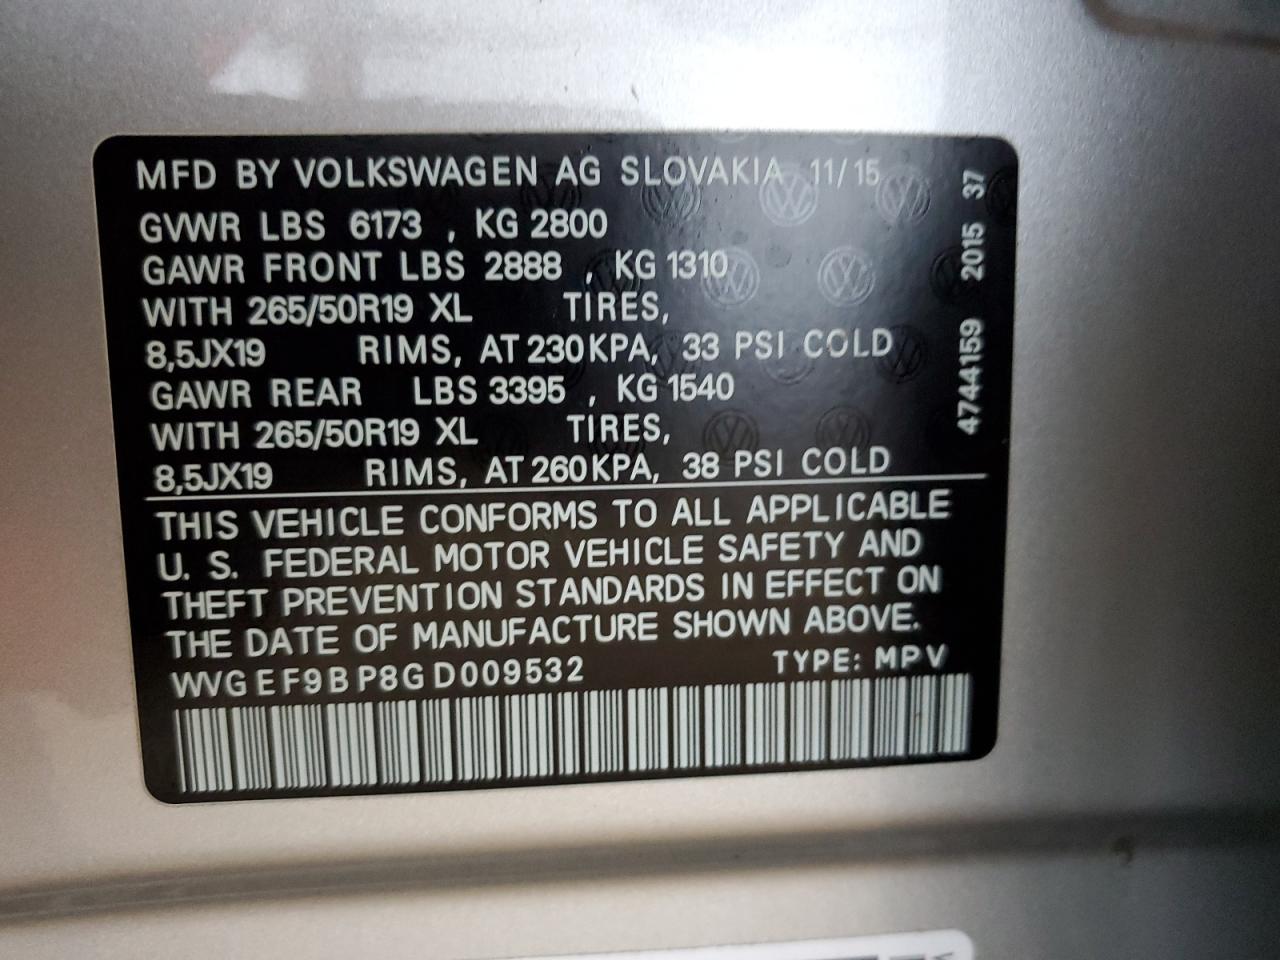 MFD BY VOLKSWAGEN AG SLOVAKIA 11/15
GVWR LBS 6173 , KG 2800
GAWR FRONT LBS 2888 , KG 1310
WITH 265/50R19 XL TIRES,
8,5JX19 RIMS, AT 230KPA, 33 PSI COLD
GAWR REAR LBS 3395 , KG 1540
WITH 265/50R19 XL TIRES,
8,5JX19 RIMS, AT 260KPA, 38 PSI COLD
THIS VEHICLE CONFORMS TO ALL APPLICABLE
U. S. FEDERAL MOTOR VEHICLE SAFETY AND
THEFT PREVENTION STANDARDS IN EFFECT ON
THE DATE OF MANUFACTURE SHOWN ABOVE.
WVGEF9BP8GD009532 TYPE: MPV
47441159 2015 37